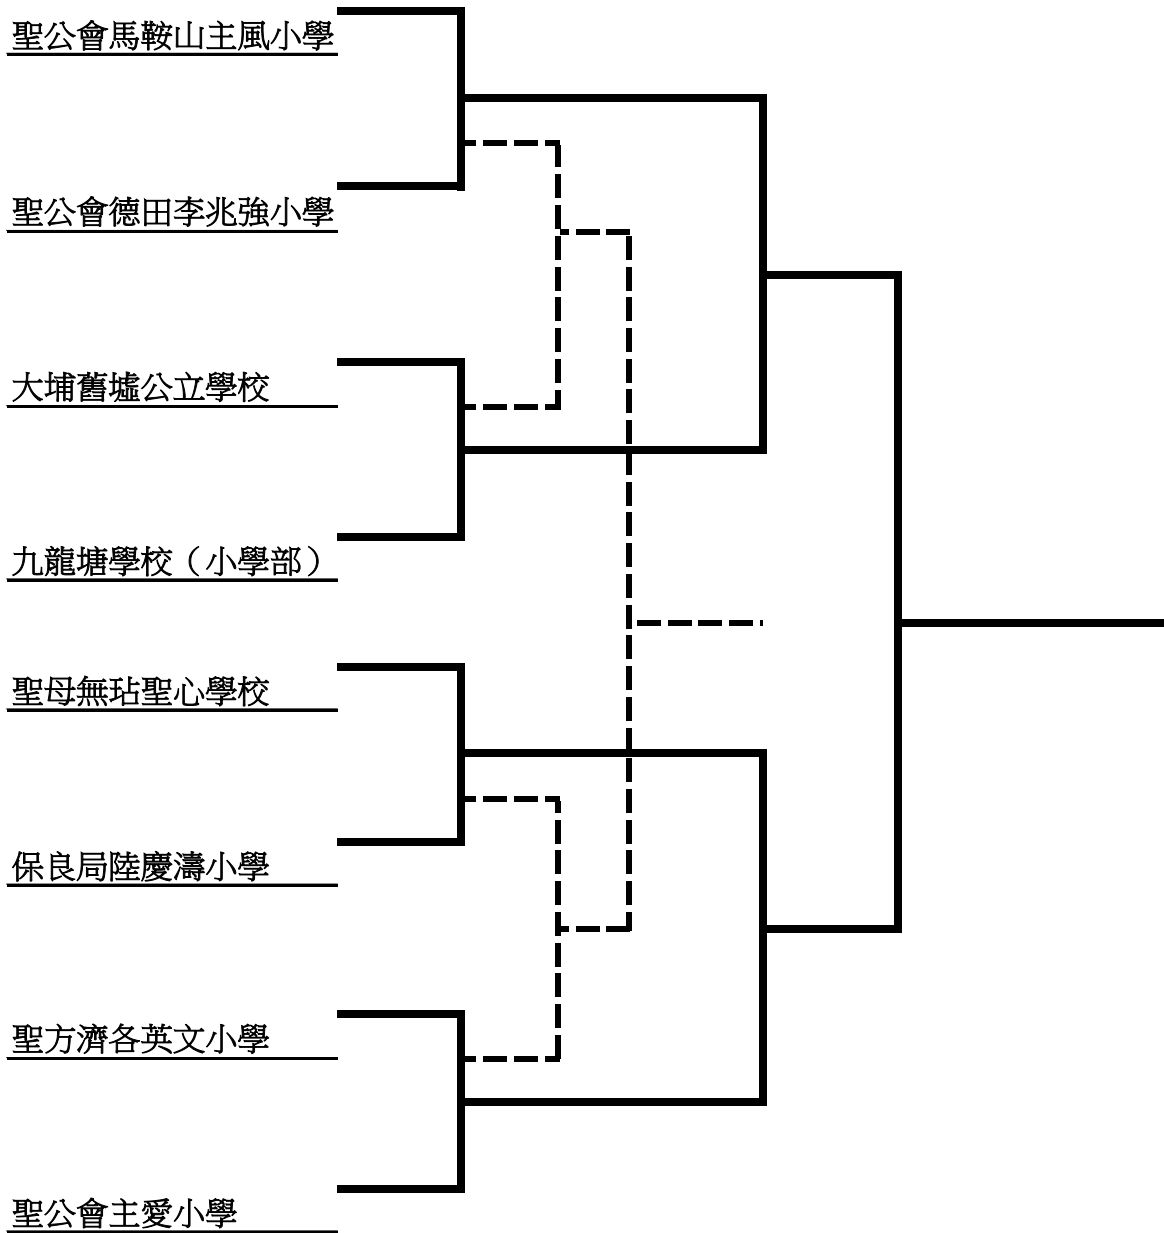 聖公會馬鞍山主風小學
聖公會德田李兆強小學
大埔舊墟公立學校
九龍塘學校（小學部）
聖母無玷聖心學校
保良局陸慶濤小學
聖方濟各英文小學
聖公會主愛小學